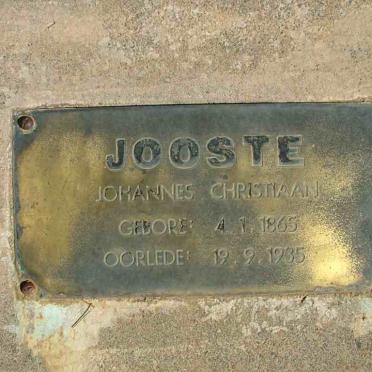 JOOSTE
JOHANNES CHRISTIAAN
GEBORE: 4. 1. 1865
OORLEDE: 19. 9. 1935